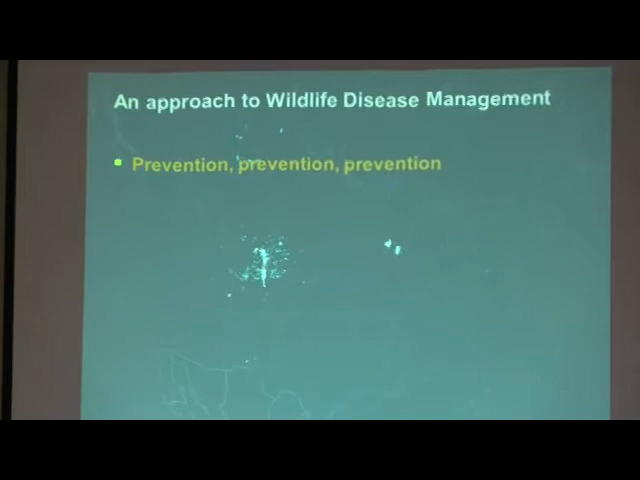 An approach to Wildlife Disease Management
Prevention, prevention, prevention